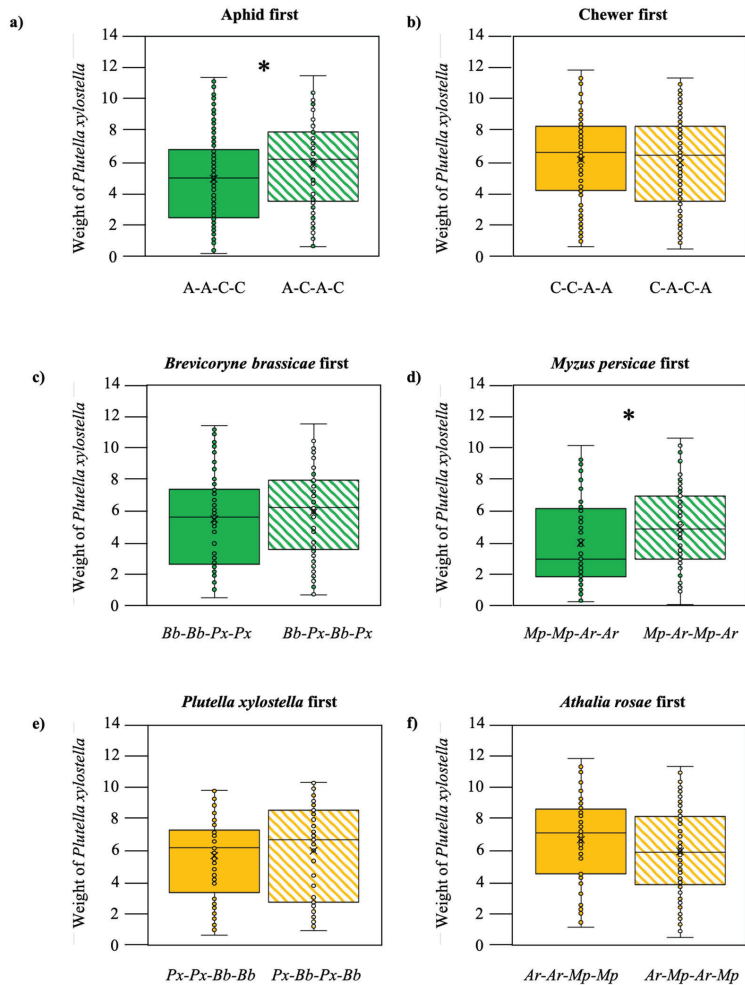 a)
Aphid first
Weight of Plutella xylostella
14
12
10
8
6
4
2
0
*
A-A-C-C
A-C-A-C
b)
Chewer first
Weight of Plutella xylostella
14
12
10
8
6
4
2
0
C-C-A-A
C-A-C-A
c)
Brevicoryne brassicae first
Weight of Plutella xylostella
14
12
10
8
6
4
2
0
Bb-Bb-Px-Px
Bb-Px-Bb-Px
d)
Myzus persicae first
Weight of Plutella xylostella
14
12
10
8
6
4
2
0
*
Mp-Mp-Ar-Ar
Mp-Ar-Mp-Ar
e)
Plutella xylostella first
Weight of Plutella xylostella
14
12
10
8
6
4
2
0
Px-Px-Bb-Bb
Px-Bb-Px-Bb
f)
Athalia rosae first
Weight of Plutella xylostella
14
12
10
8
6
4
2
0
Ar-Ar-Mp-Mp
Ar-Mp-Ar-Mp